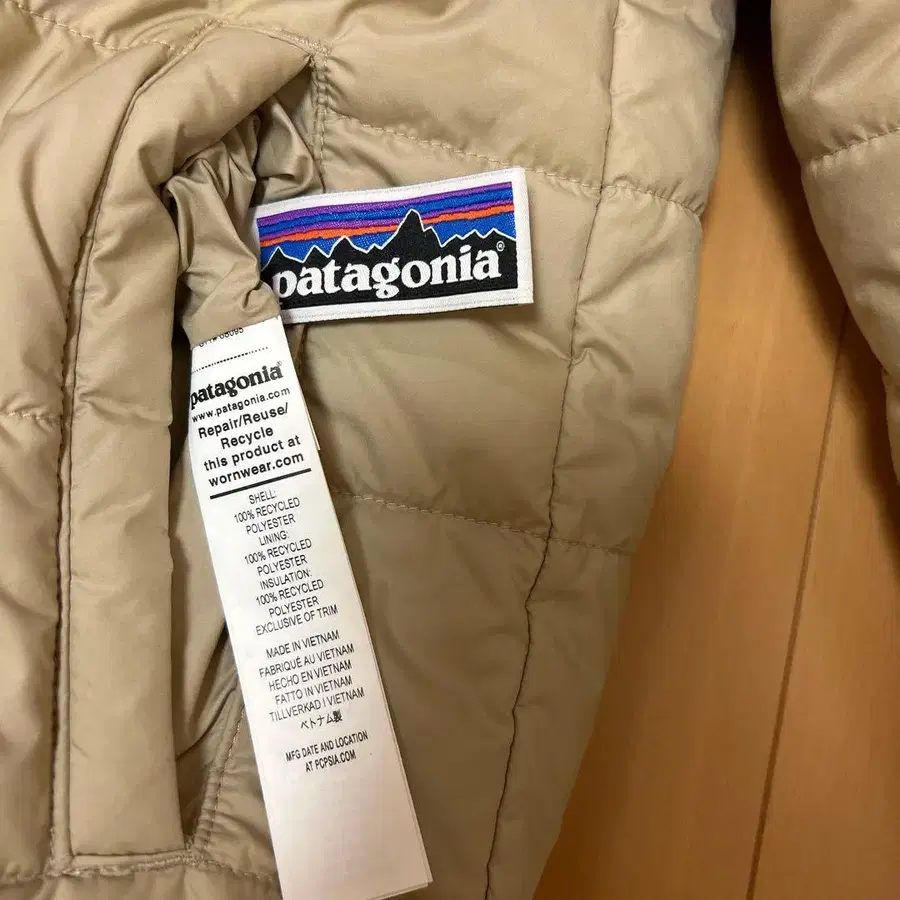 patagonia®
patagonia®
www.patagonia.com
Repair/Reuse/
Recycle
this product at
wornwear.com
SHELL:
100% RECYCLED
POLYESTER
LINING:
100% RECYCLED
POLYESTER
INSULATION:
100% RECYCLED
POLYESTER
EXCLUSIVE OF TRIM
MADE IN VIETNAM
FABRIQUÉ AU VIETNAM
HECHO EN VIETNAM
FATTO IN VIETNAM
TILLVERKAD I VIETNAM
ベトナム製
MFG DATE AND LOCATION
AT PCPSIA.COM